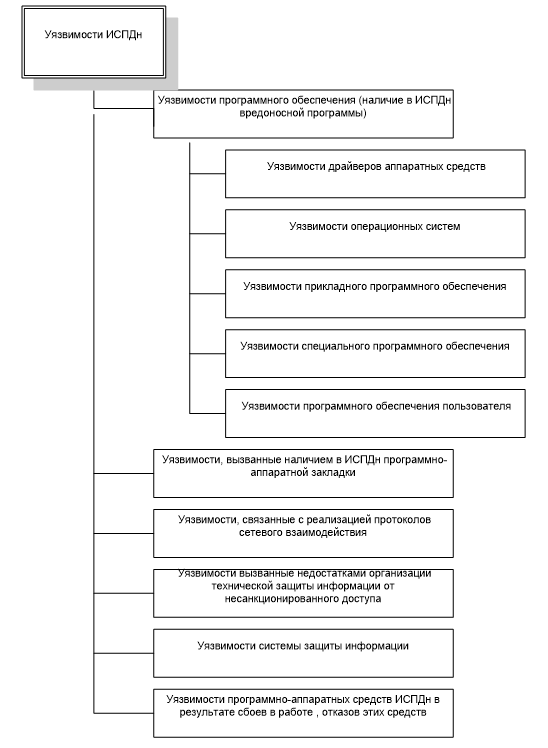 Уязвимости ИСПДн
Уязвимости программного обеспечения (наличие в ИСПДн
вредоносной программы)
Уязвимости драйверов аппаратных средств
Уязвимости операционных систем
Уязвимости прикладного программного обеспечения
Уязвимости специального программного обеспечения
Уязвимости программного обеспечения пользователя
Уязвимости, вызванные наличием в ИСПДн программно-
аппаратной закладки
Уязвимости, связанные с реализацией протоколов
сетевого взаимодействия
Уязвимости вызванные недостатками организации
технической защиты информации от
несанкционированного доступа
Уязвимости системы защиты информации
Уязвимости программно-аппаратных средств ИСПДн в
результате сбоев в работе , отказов этих средств